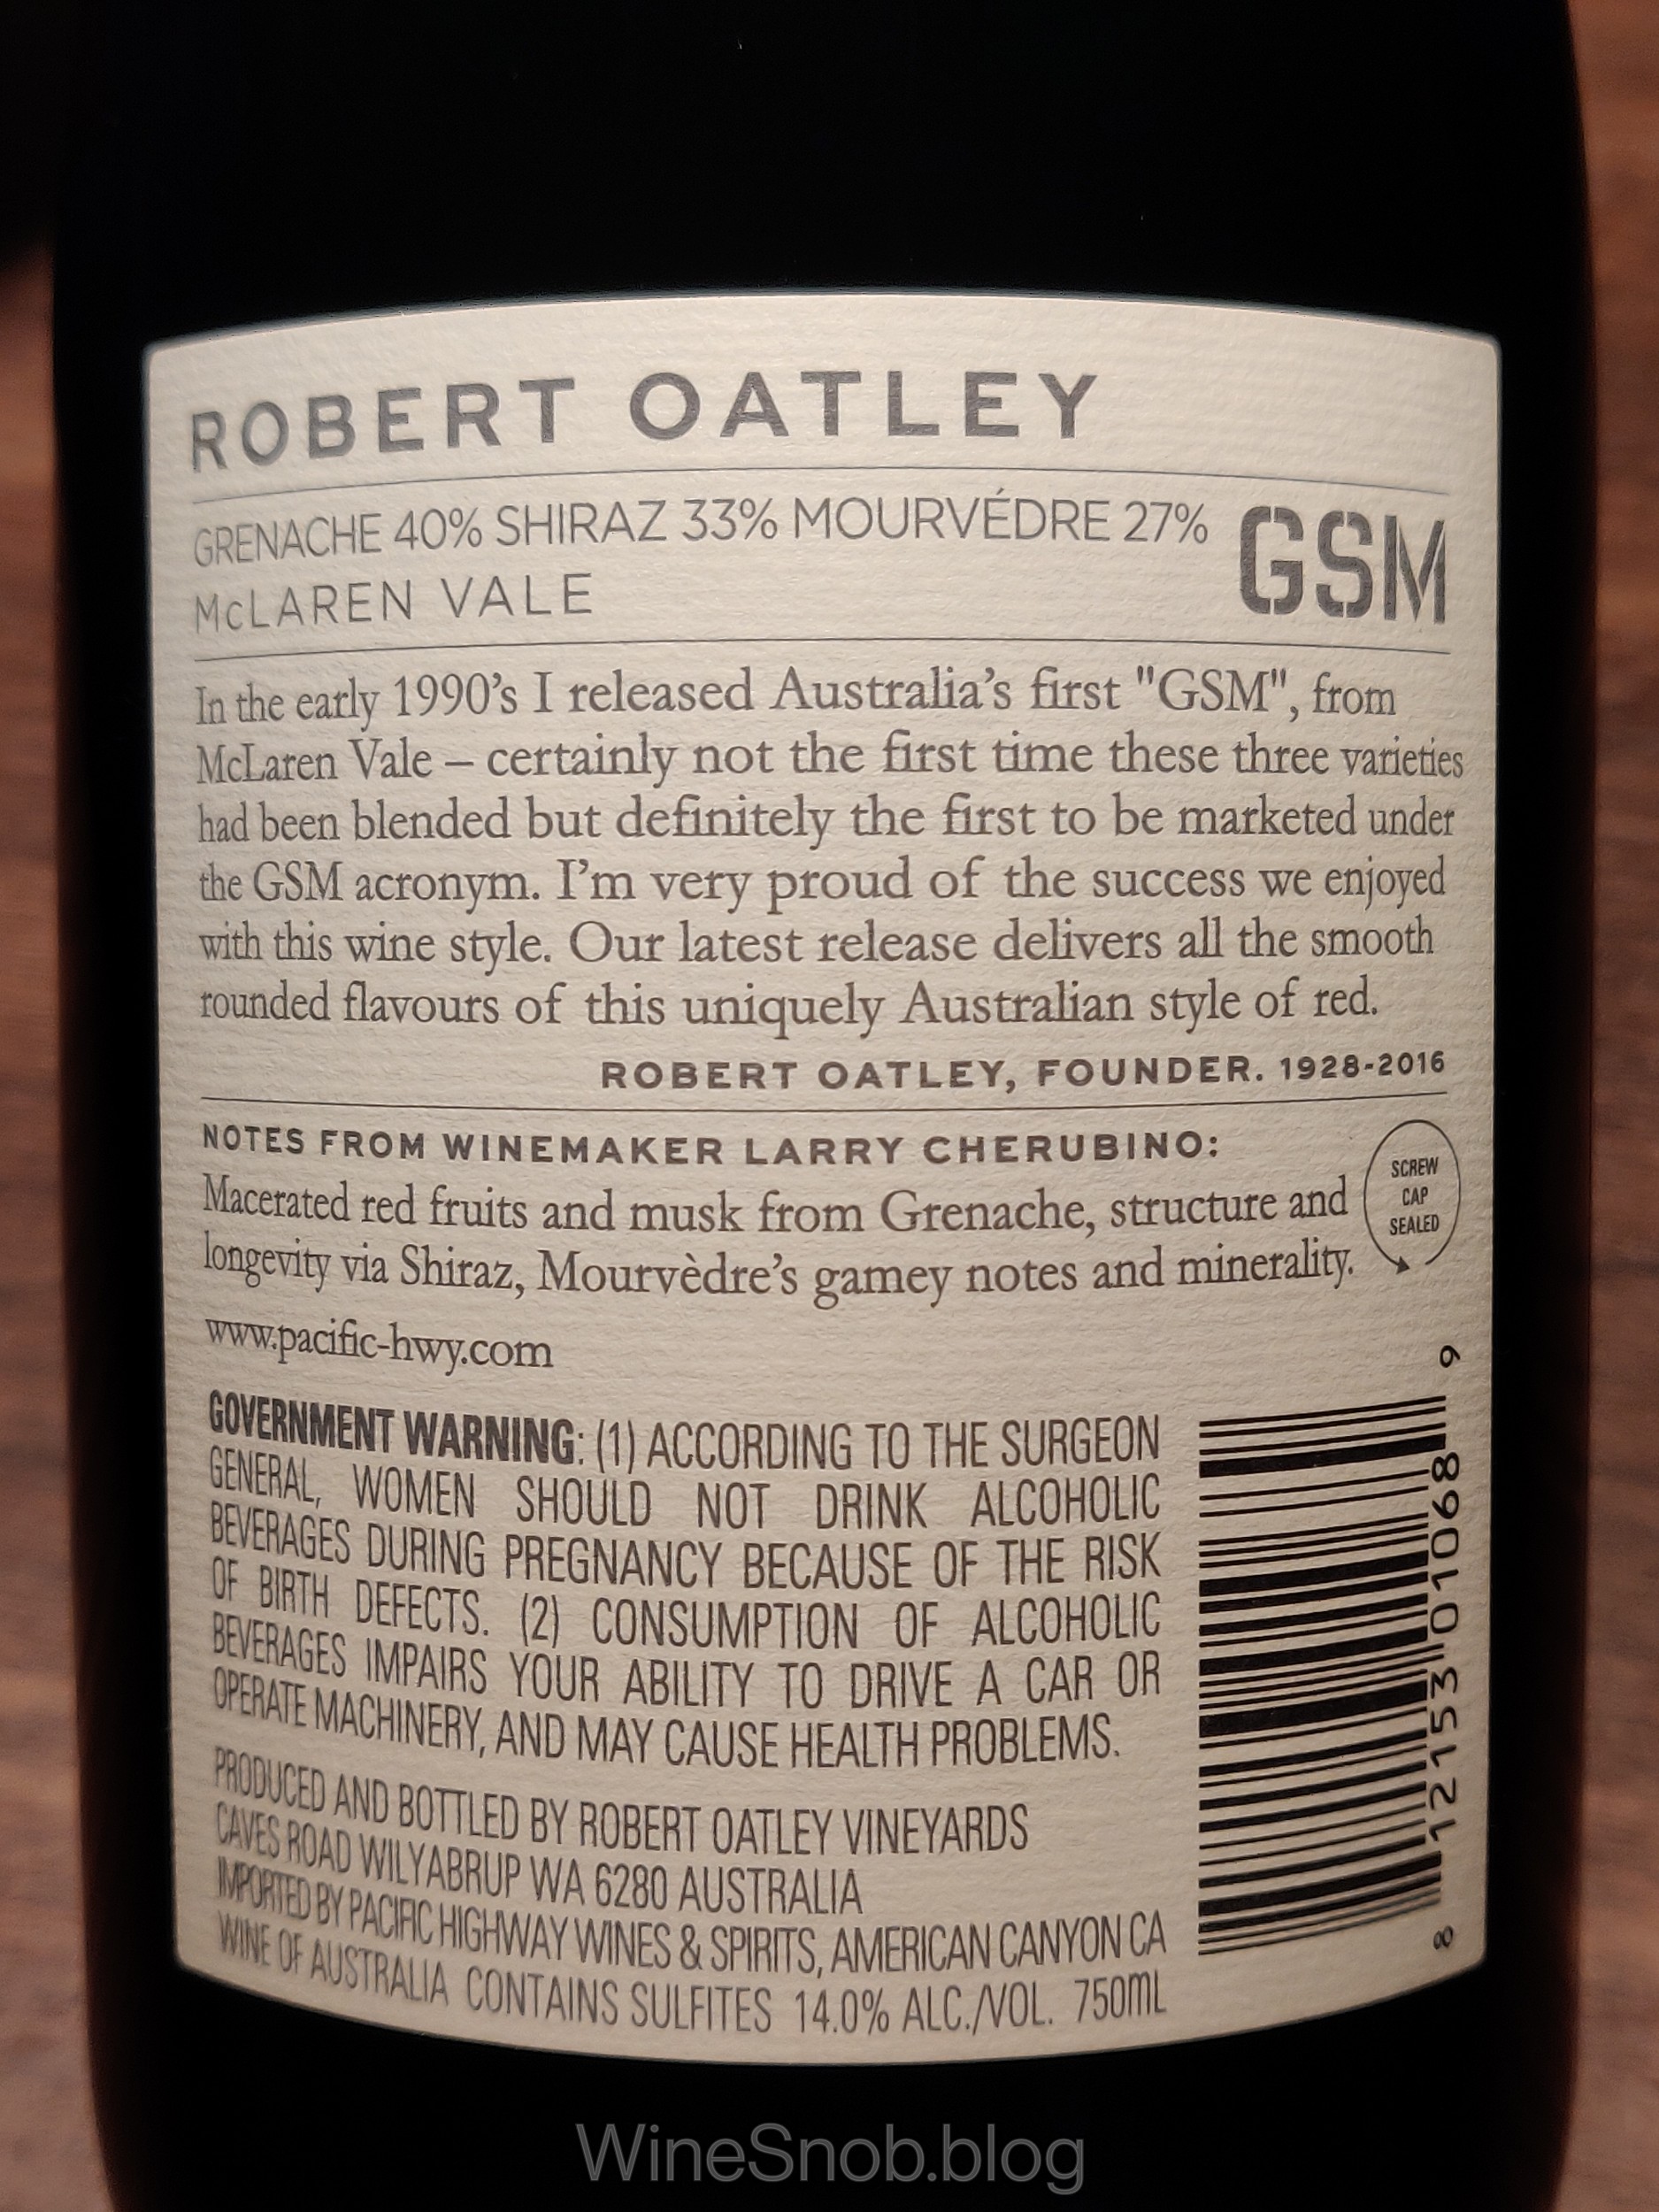 ROBERT OATLEY
GRENACHE 40% SHIRAZ 33% MOURVÉDRE 27%
McLAREN VALE
GSM
In the early 1990's I released Australia's first "GSM", from
McLaren Vale – certainly not the first time these three varieties
had been blended but definitely the first to be marketed under
the GSM acronym. I'm very proud of the success we enjoyed
with this wine style. Our latest release delivers all the smooth
rounded flavours of this uniquely Australian style of red.
ROBERT OATLEY, FOUNDER. 1928-2016
NOTES FROM WINEMAKER LARRY CHERUBINO:
Macerated red fruits and musk from Grenache, structure and
longevity via Shiraz, Mourvèdre's gamey notes and minerality.
SCREW
CAP
SEALED
www.pacific-hwy.com
GOVERNMENT WARNING: (1) ACCORDING TO THE SURGEON
GENERAL, WOMEN SHOULD NOT DRINK ALCOHOLIC
BEVERAGES DURING PREGNANCY BECAUSE OF THE RISK
OF BIRTH DEFECTS. (2) CONSUMPTION OF ALCOHOLIC
BEVERAGES IMPAIRS YOUR ABILITY TO DRIVE A CAR OR
OPERATE MACHINERY, AND MAY CAUSE HEALTH PROBLEMS.
PRODUCED AND BOTTLED BY ROBERT OATLEY VINEYARDS
CAVES ROAD WILYABRUP WA 6280 AUSTRALIA
IMPORTED BY PACIFIC HIGHWAY WINES & SPIRITS, AMERICAN CANYON CA
WINE OF AUSTRALIA CONTAINS SULFITES 14.0% ALC./VOL. 750mL
8 12153 01068 9
WineSnob.blog